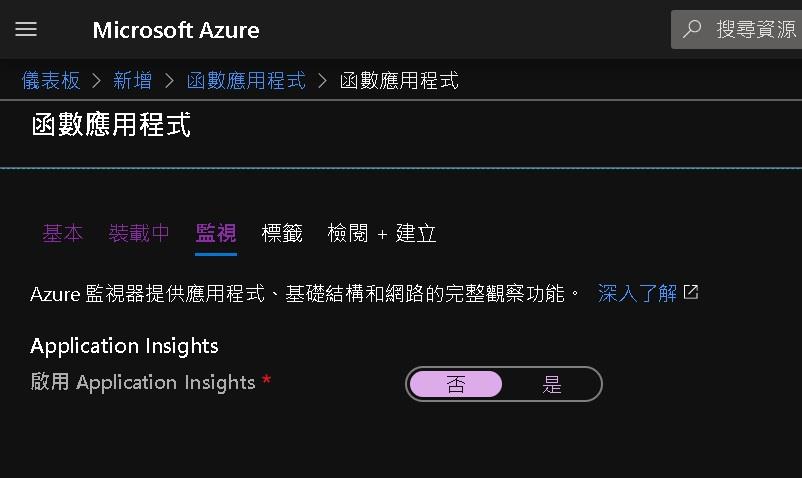 Microsoft Azure
搜尋資源
儀表板 > 新增 > 函數應用程式 > 函數應用程式
函數應用程式
基本 裝載中 監視 標籤 檢閱 + 建立
Azure 監視器提供應用程式、基礎結構和網路的完整觀察功能。 深入了解
Application Insights
啟用 Application Insights *
否 是